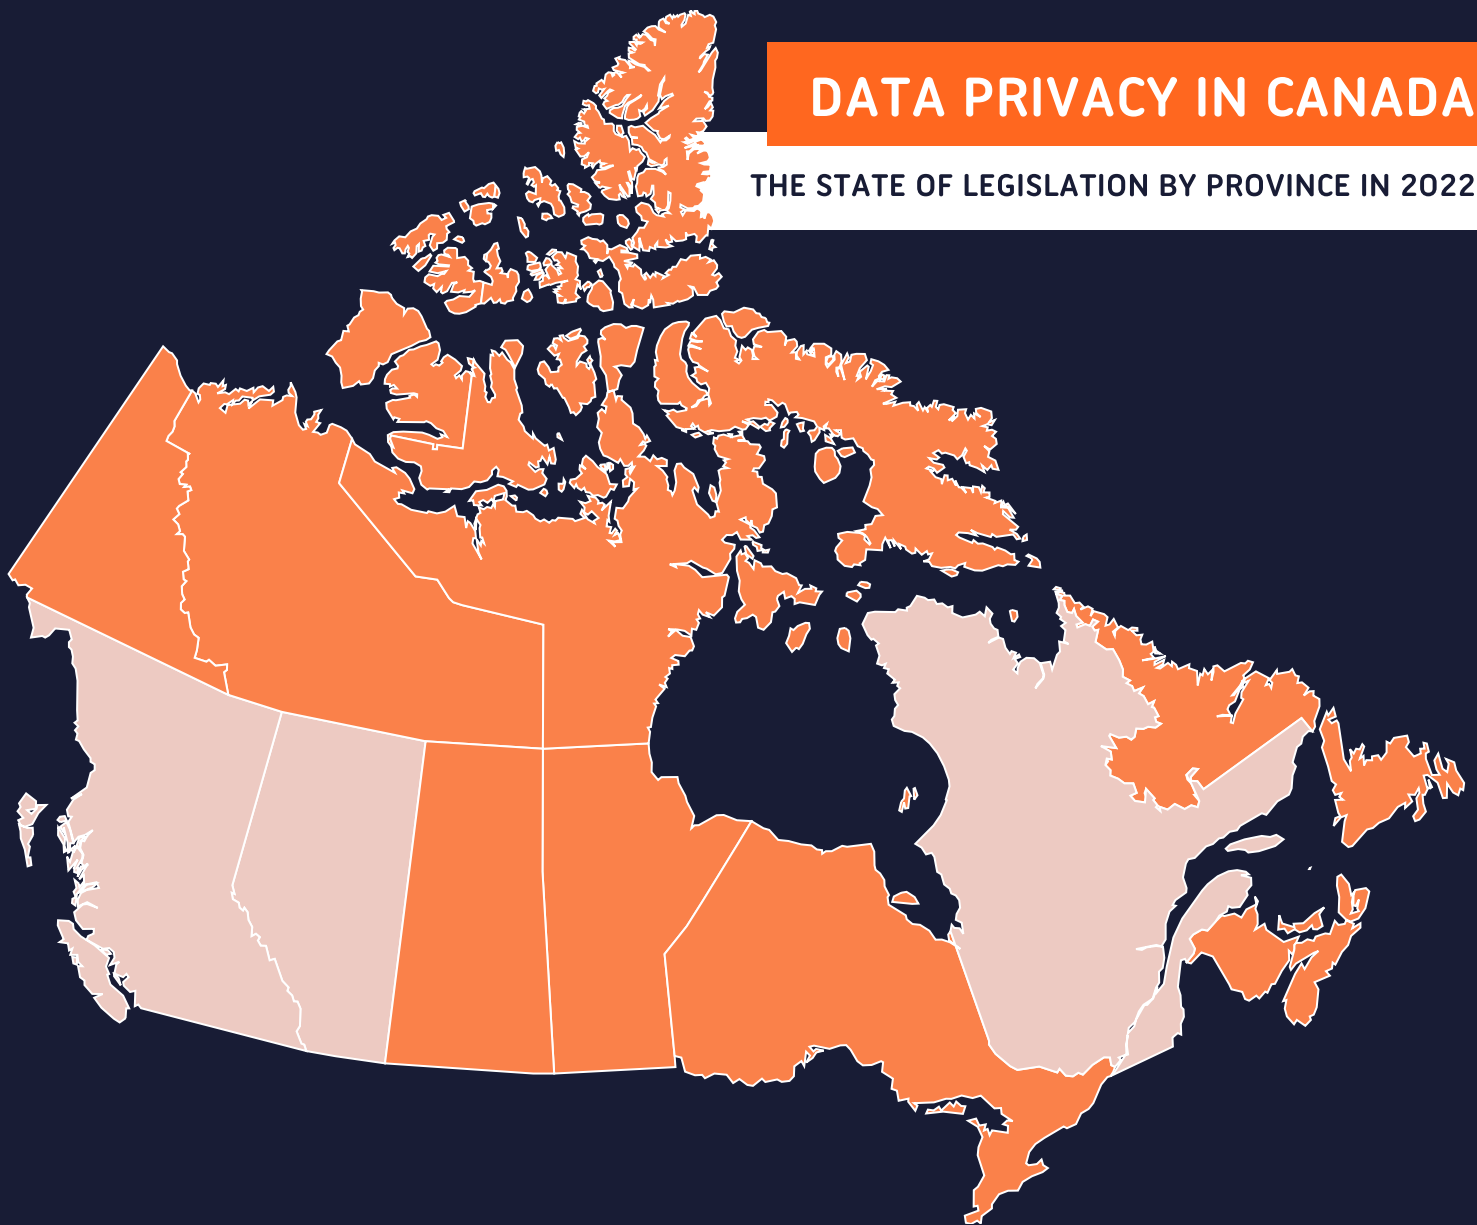 DATA PRIVACY IN CANADA
THE STATE OF LEGISLATION BY PROVINCE IN 2022